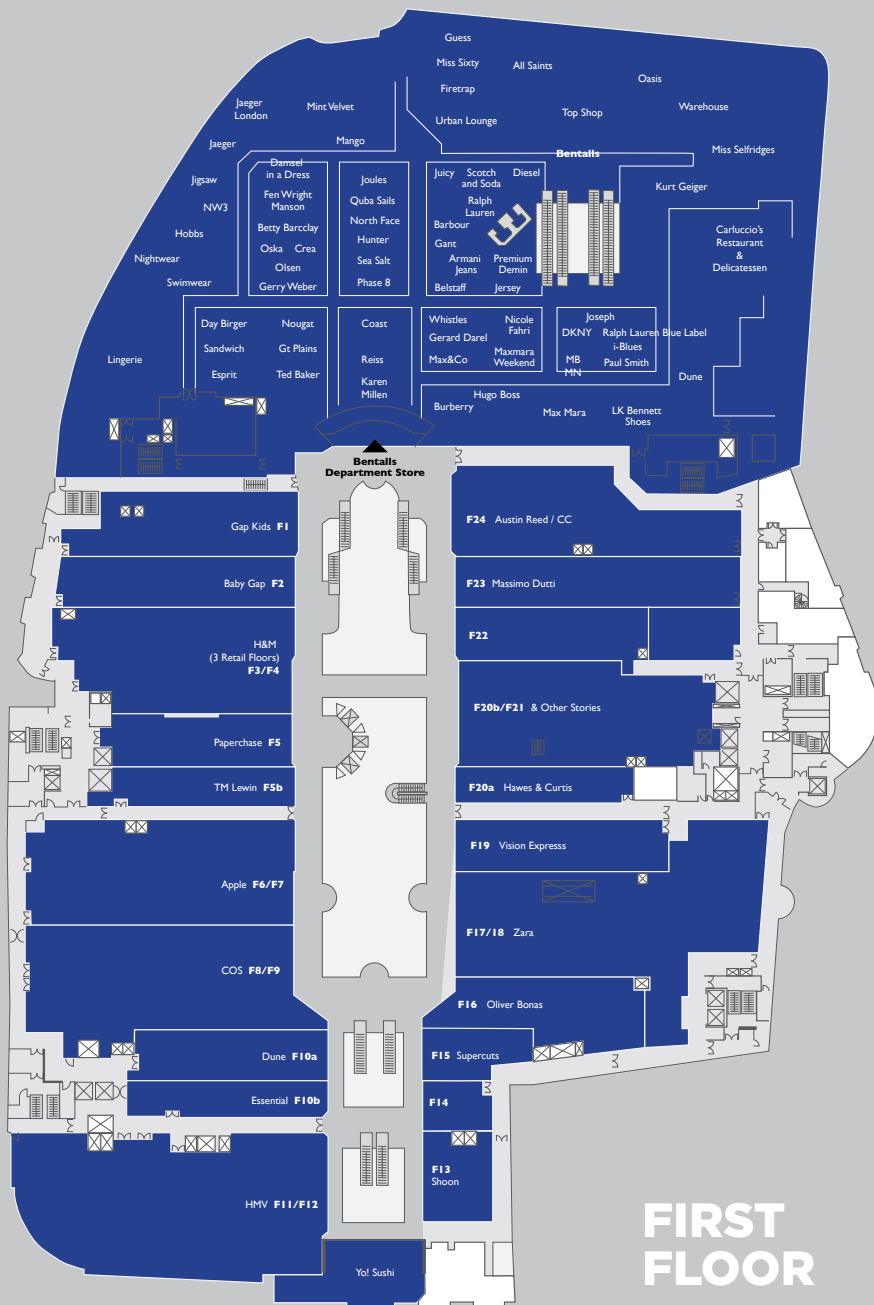 Guess
Miss Sixty
All Saints
Oasis
Firetrap
Jaeger
London
Mint Velvet
Top Shop
Warehouse
Urban Lounge
Jaeger
Mango
Bentalls
Miss Selfridges
Damsel
in a Dress
Joules
Juicy
Scotch
and Soda
Diesel
Jigsaw
Kurt Geiger
Fen Wright
Manson
Quba Sails
Ralph
Lauren
NW3
North Face
Barbour
Betty Barcclay
Hobbs
Hunter
Gant
Carluccio's
Restaurant
&
Delicatessen
Oska
Crea
Nightwear
Sea Salt
Armani
Jeans
Premium
Demin
Olsen
Swimwear
Gerry Weber
Phase 8
Belstaff
Jersey
Day Birger
Nougat
Coast
Whistles
Nicole
Fahri
Joseph
Gerard Darel
DKNY
Ralph Lauren Blue Label
Sandwich
Gt Plains
i-Blues
Lingerie
Reiss
Max&Co
Maxmara
Weekend
MB
MN
Paul Smith
Esprit
Ted Baker
Karen
Millen
Dune
Hugo Boss
Burberry
Max Mara
LK Bennett
Shoes
Bentalls
Department Store
Gap Kids F1
F24 Austin Reed / CC
Baby Gap F2
F23 Massimo Dutti
H&M
(3 Retail Floors)
F3/F4
F22
F20b/F21 & Other Stories
Paperchase F5
TM Lewin F5b
F20a Hawes & Curtis
F19 Vision Expresss
Apple F6/F7
F17/18 Zara
COS F8/F9
F16 Oliver Bonas
Dune F10a
F15 Supercuts
Essential F10b
F14
F13
Shoon
HMV F11/F12
Yo! Sushi
FIRST
FLOOR